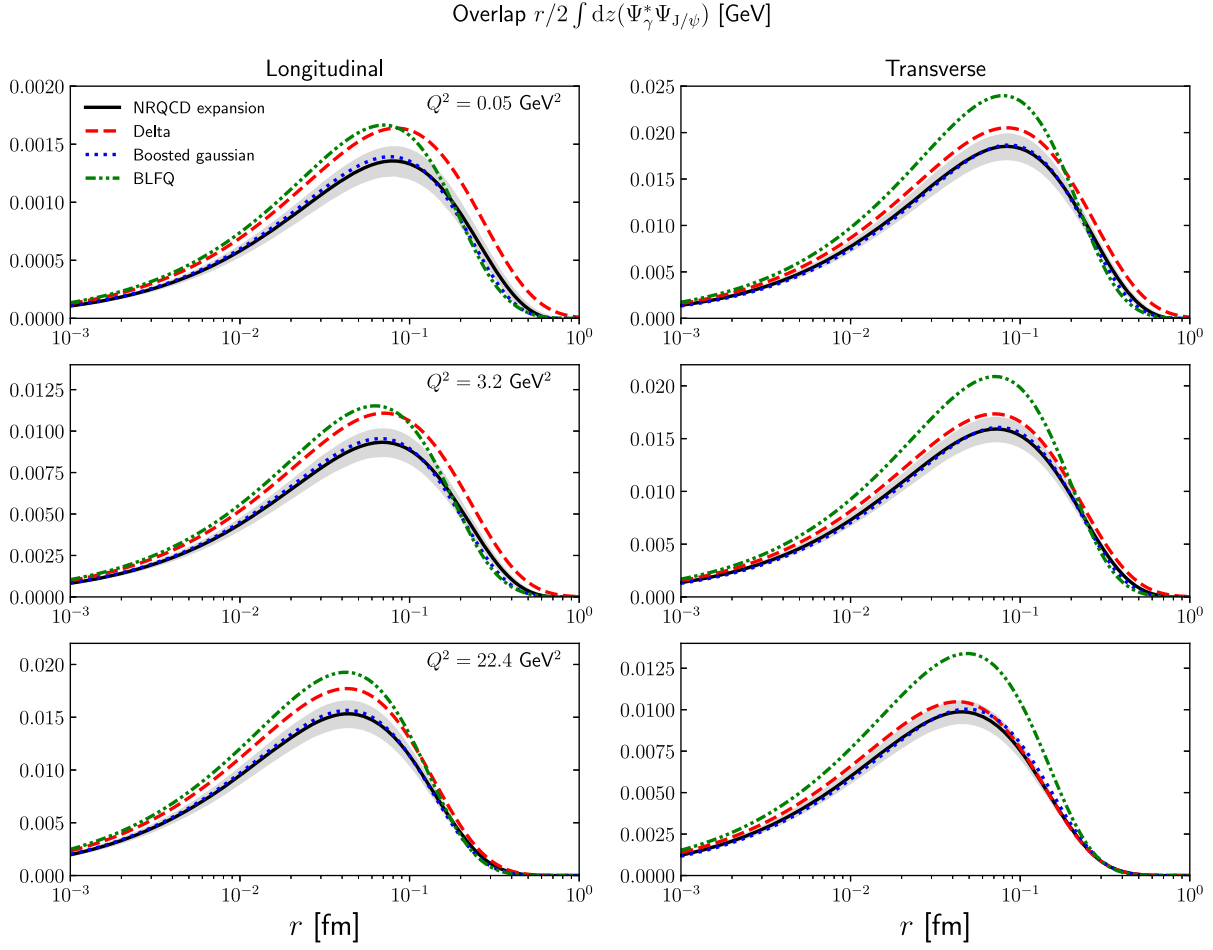 Overlap r/2 ∫ dz(Ψ*γ ΨJ/ψ) [GeV]
Longitudinal
Transverse
0.0020
0.0015
0.0010
0.0005
0.0000
NRQCD expansion
Delta
Boosted gaussian
BLFQ
Q² = 0.05 GeV²
10⁻³ 10⁻² 10⁻¹ 10⁰
0.025
0.020
0.015
0.010
0.005
0.000
10⁻³ 10⁻² 10⁻¹ 10⁰
0.0125
0.0100
0.0075
0.0050
0.0025
0.0000
Q² = 3.2 GeV²
10⁻³ 10⁻² 10⁻¹ 10⁰
0.020
0.015
0.010
0.005
0.000
10⁻³ 10⁻² 10⁻¹ 10⁰
0.020
0.015
0.010
0.005
0.000
Q² = 22.4 GeV²
10⁻³ 10⁻² 10⁻¹ 10⁰
r [fm]
0.0125
0.0100
0.0075
0.0050
0.0025
0.0000
10⁻³ 10⁻² 10⁻¹ 10⁰
r [fm]